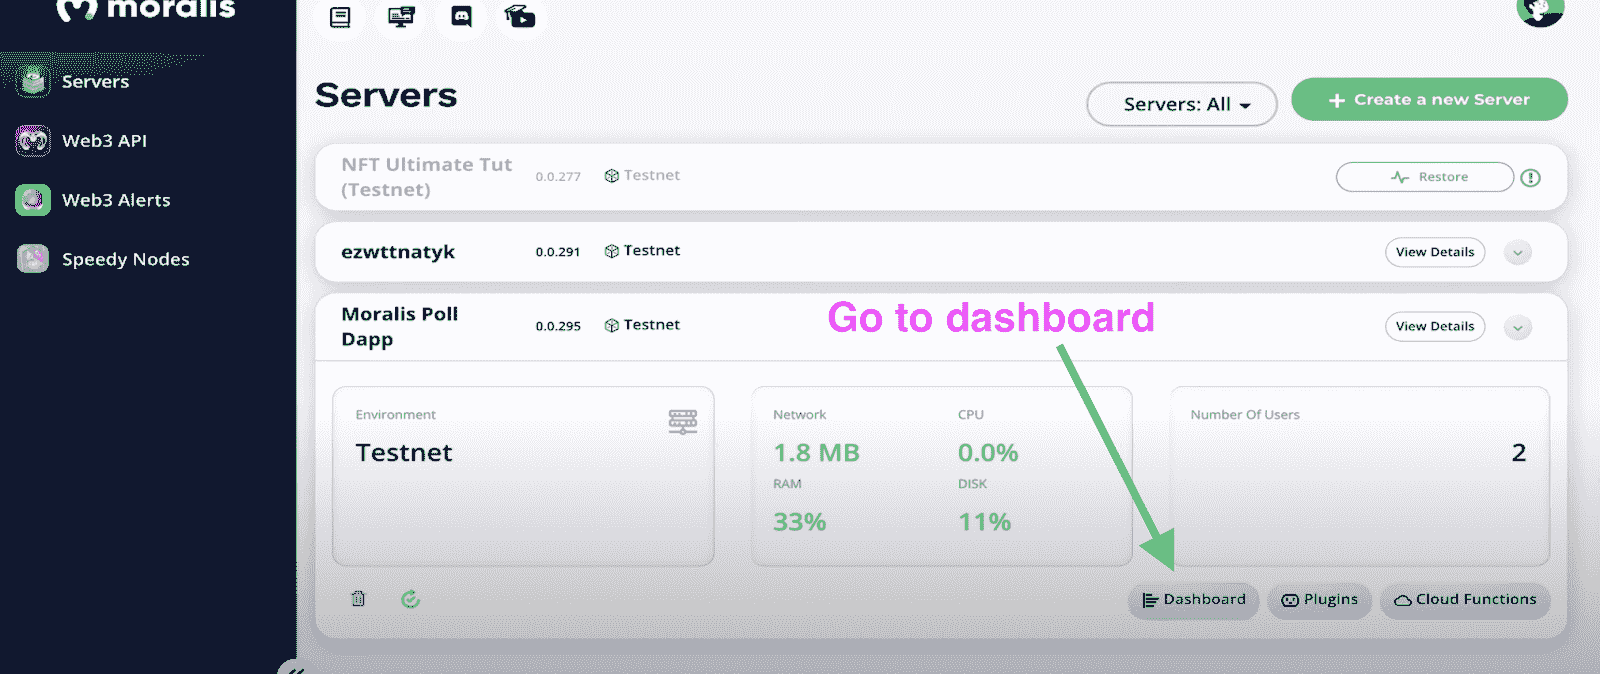 moralis
Servers
Web3 API
Web3 Alerts
Speedy Nodes
Servers
Servers: All
+ Create a new Server
NFT Ultimate Tut
(Testnet)
0.0.277
Testnet
Restore
ezwttnatyk
0.0.291
Testnet
View Details
Moralis Poll
Dapp
0.0.295
Testnet
View Details
Go to dashboard
Environment
Testnet
Network
1.8 MB
CPU
0.0%
RAM
33%
DISK
11%
Number Of Users
2
Dashboard
Plugins
Cloud Functions